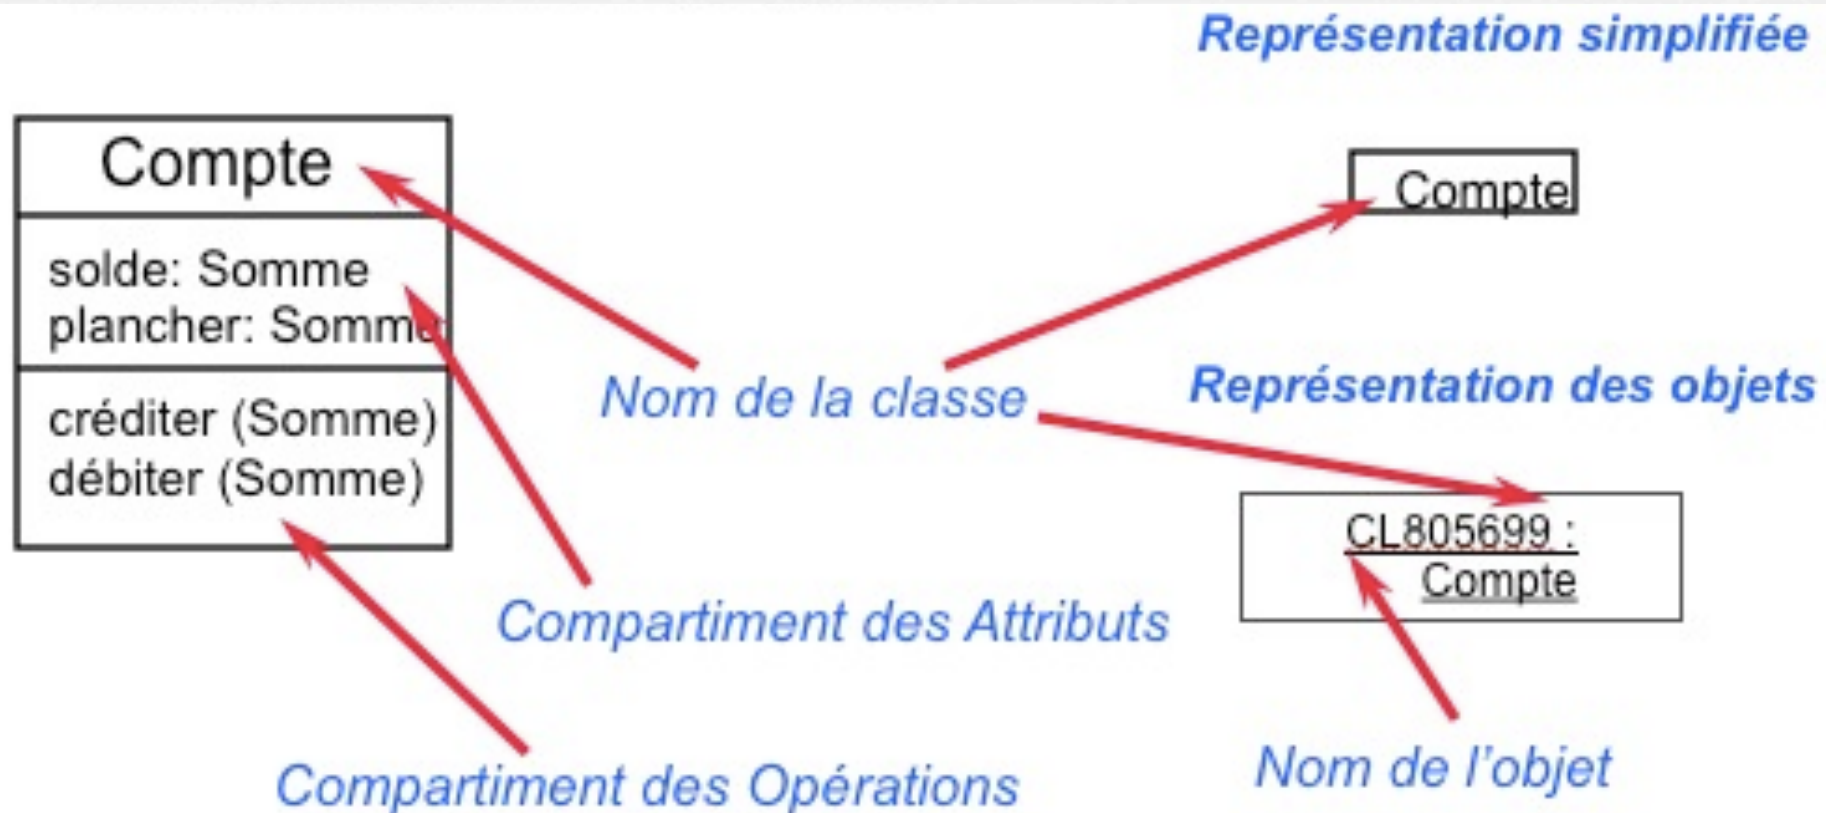 Représentation simplifiée
Compte
solde: Somme
plancher: Somme
créditer (Somme)
débiter (Somme)
Compte
Nom de la classe
Représentation des objets
CL805699 :
Compte
Compartiment des Attributs
Nom de l'objet
Compartiment des Opérations